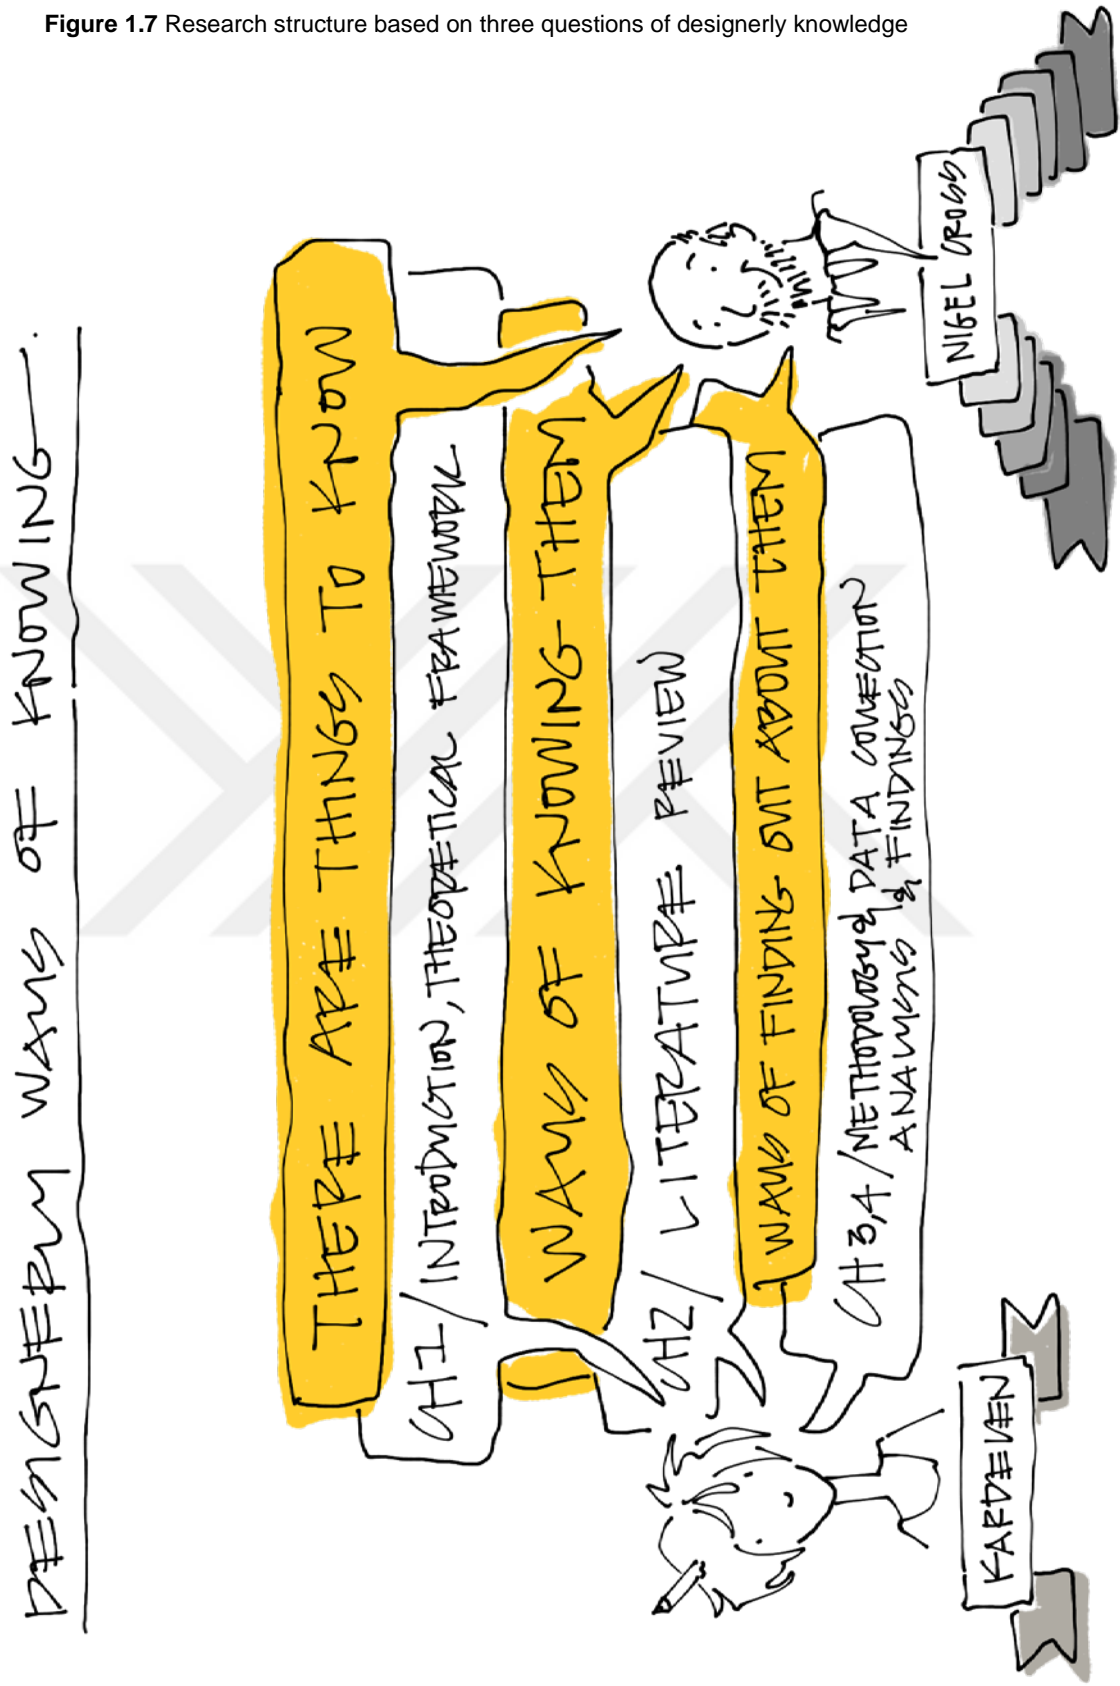 Figure 1.7 Research structure based on three questions of designerly knowledge
DESIGNERLY WAYS OF KNOWING
THERE ARE THINGS TO KNOW
CH1/ INTRODUCTION, THEORETICAL FRAMEWORK
WAYS OF KNOWING THEM
CH2/ LITERATURE REVIEW
WAYS OF FINDING OUT ABOUT THEM
CH 3,4/METHODOLOGY & DATA COLLECTION
ANALYSIS & FINDINGS
KARDELEN
NIGEL CROSS